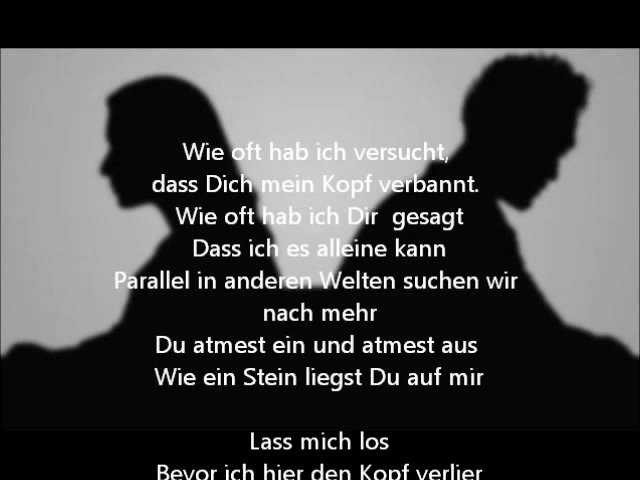 Wie oft hab ich versucht,
dass Dich mein Kopf verbannt.
Wie oft hab ich Dir  gesagt
Dass ich es alleine kann
Parallel in anderen Welten suchen wir
nach mehr
Du atmest ein und atmest aus
Wie ein Stein liegst Du auf mir
Lass mich los
Bevor ich hier den Kopf verlier